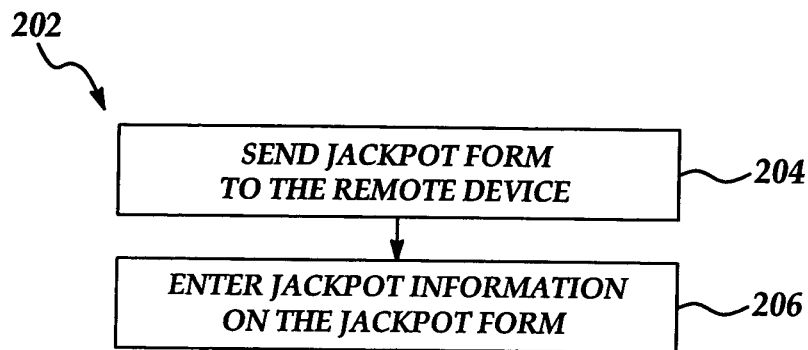 202
SEND JACKPOT FORM
TO THE REMOTE DEVICE
204
ENTER JACKPOT INFORMATION
ON THE JACKPOT FORM
206